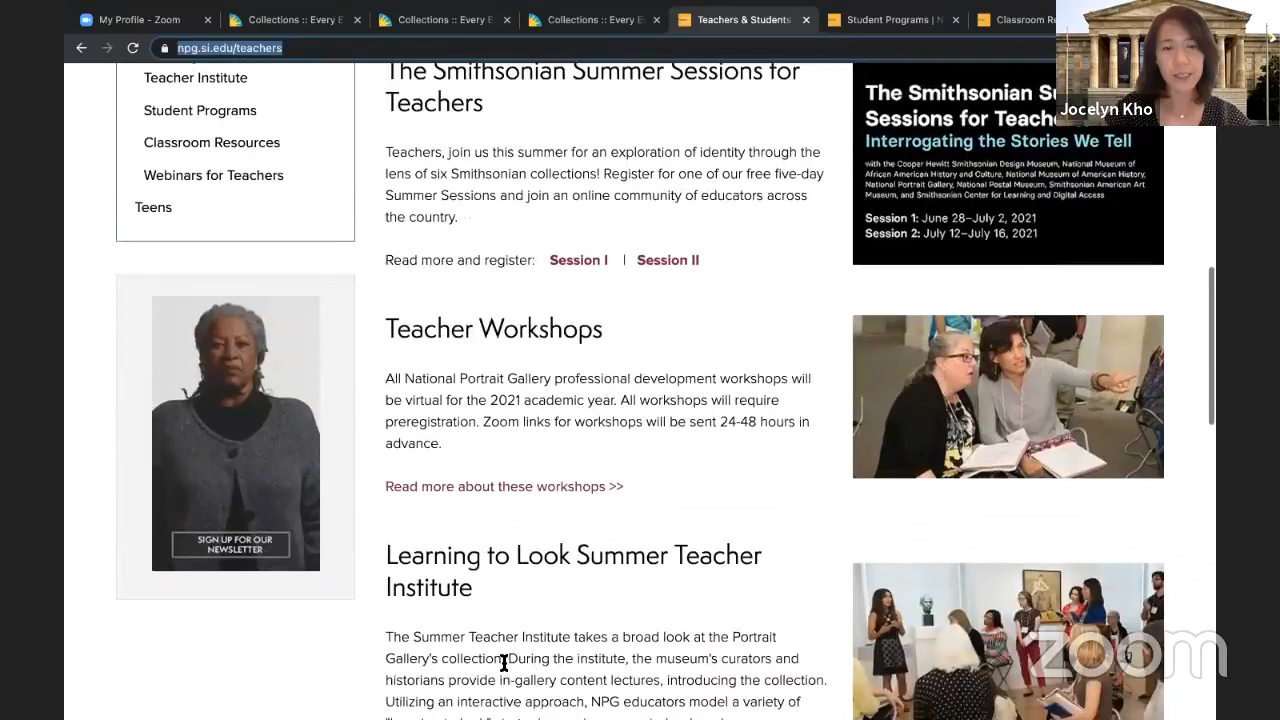 My Profile - Zoom
Collections :: Every E
Collections :: Every E
Collections :: Every E
Teachers & Students
Student Programs | N
Classroom Re
npg.si.edu/teachers
Jocelyn Kho
Teacher Institute
Student Programs
Classroom Resources
Webinars for Teachers
Teens
SIGN UP FOR OUR
NEWSLETTER
The Smithsonian Summer Sessions for
Teachers
Teachers, join us this summer for an exploration of identity through the
lens of six Smithsonian collections! Register for one of our free five-day
Summer Sessions and join an online community of educators across
the country.
Read more and register: Session I | Session II
Teacher Workshops
All National Portrait Gallery professional development workshops will
be virtual for the 2021 academic year. All workshops will require
preregistration. Zoom links for workshops will be sent 24-48 hours in
advance.
Read more about these workshops >>
Learning to Look Summer Teacher
Institute
The Summer Teacher Institute takes a broad look at the Portrait
Gallery's collection. During the institute, the museum's curators and
historians provide in-gallery content lectures, introducing the collection.
Utilizing an interactive approach, NPG educators model a variety of
The Smithsonian Su
Sessions for Teache
Interrogating the Stories We Tell
with the Cooper Hewitt Smithsonian Design Museum, National Museum of
African American History and Culture, National Museum of American History,
National Portrait Gallery, National Postal Museum, Smithsonian American Art
Museum, and Smithsonian Center for Learning and Digital Access
Session 1: June 28–July 2, 2021
Session 2: July 12–July 16, 2021
zoom